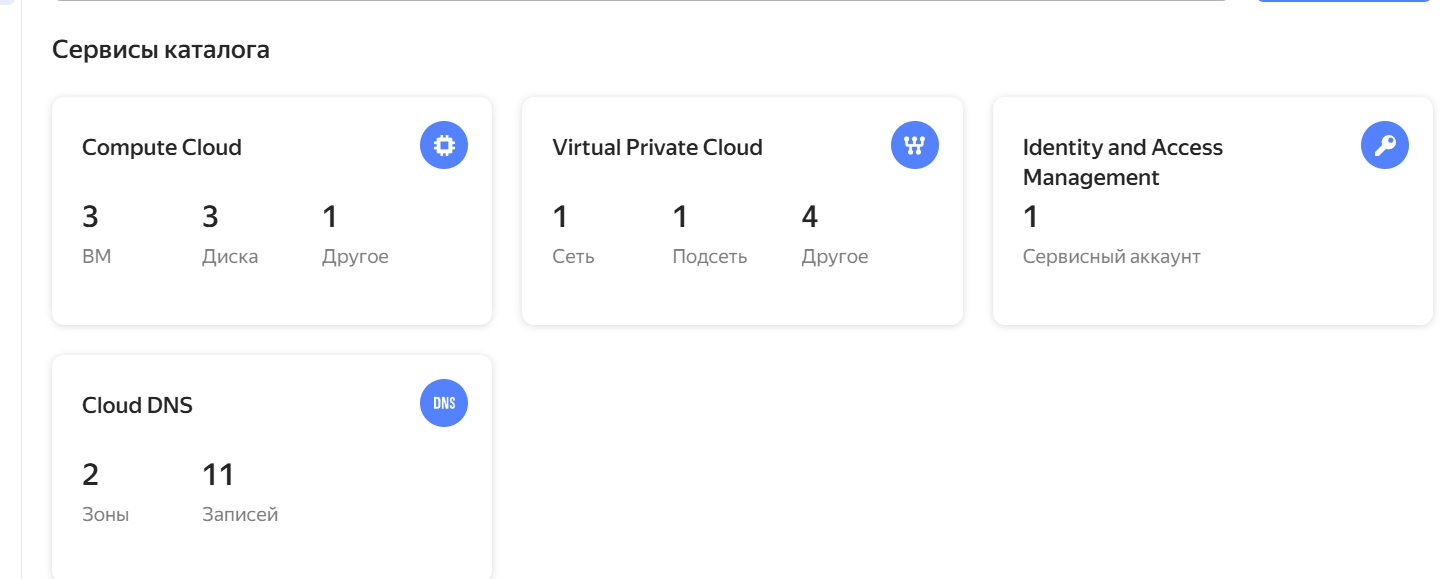 Сервисы каталога
Compute Cloud
3 3 1
ВМ Диска Другое
Virtual Private Cloud
1 1 4
Сеть Подсеть Другое
Identity and Access
Management
1
Сервисный аккаунт
Cloud DNS
DNS
2 11
Зоны Записей